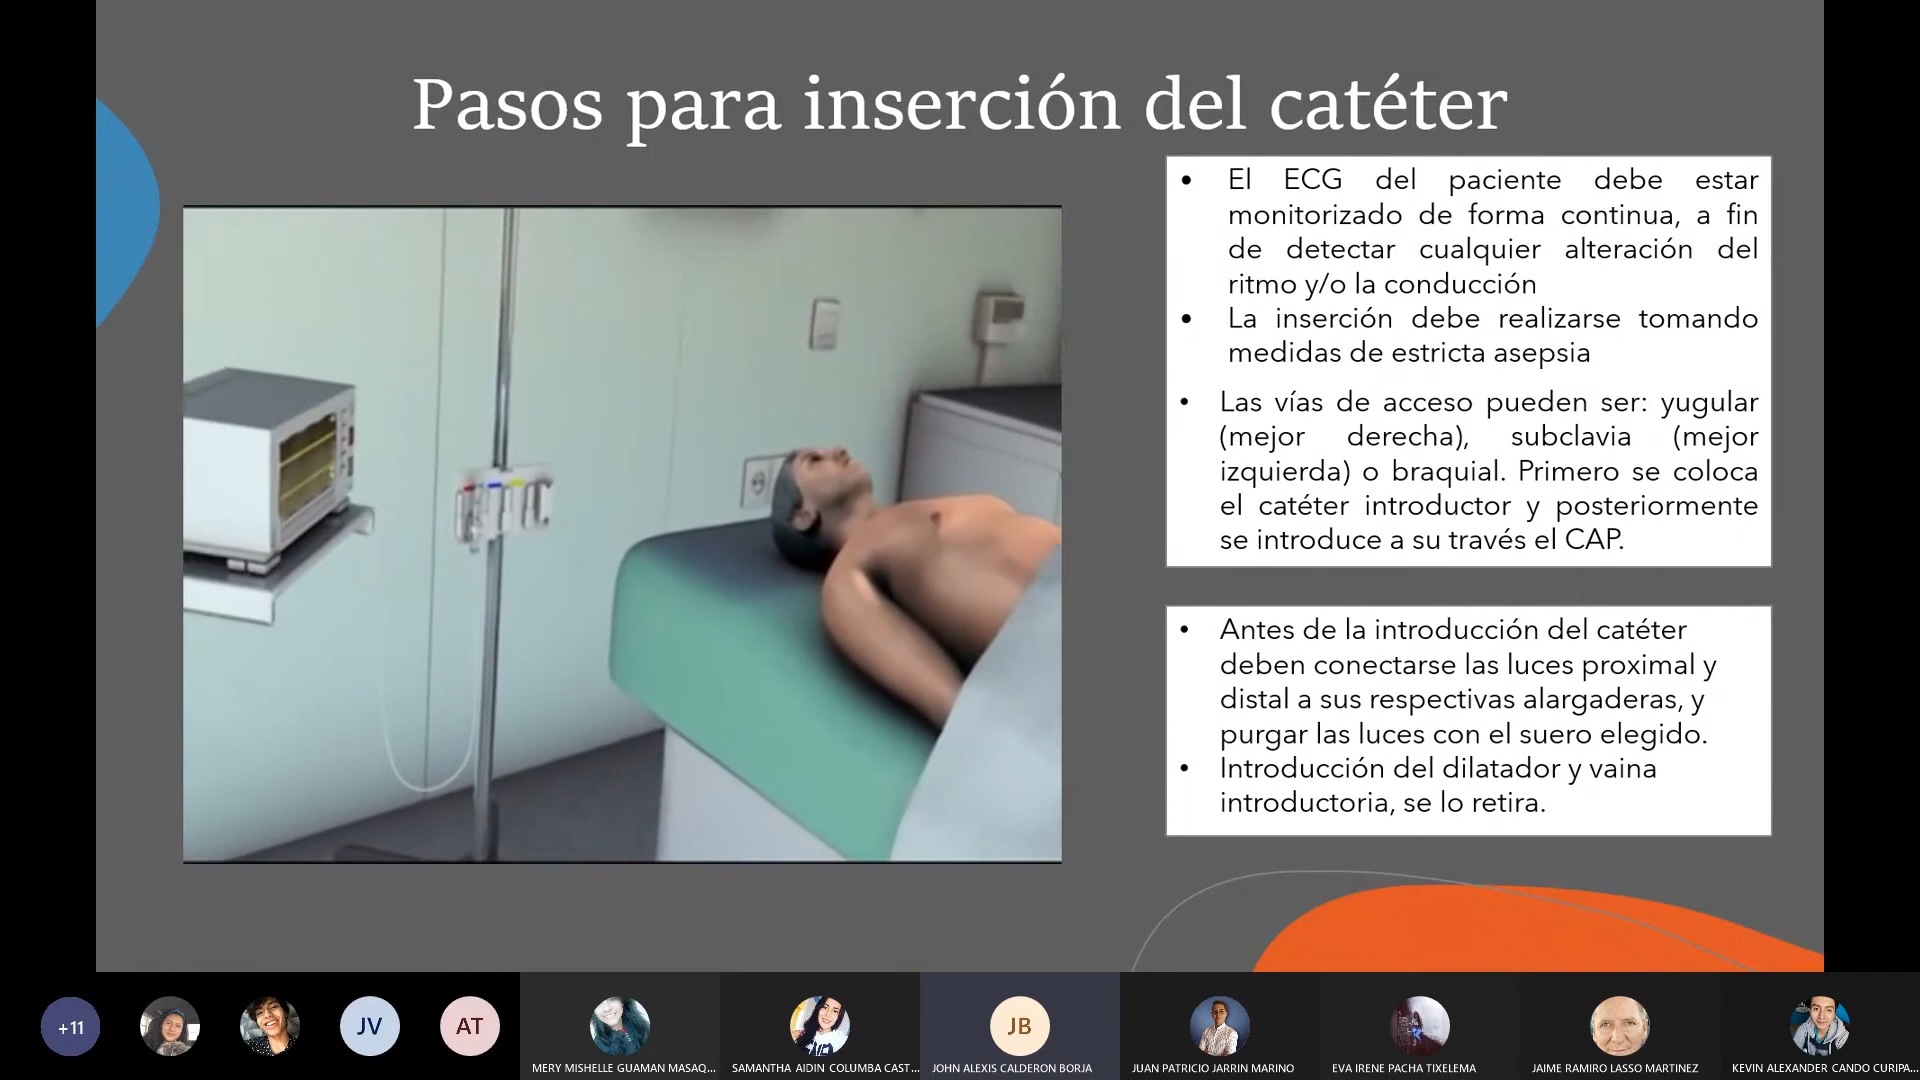 Pasos para inserción del catéter
• El ECG del paciente debe estar
monitorizado de forma continua, a fin
de detectar cualquier alteración del
ritmo y/o la conducción
• La inserción debe realizarse tomando
medidas de estricta asepsia
• Las vías de acceso pueden ser: yugular
(mejor derecha), subclavia (mejor
izquierda) o braquial. Primero se coloca
el catéter introductor y posteriormente
se introduce a su través el CAP.
• Antes de la introducción del catéter
deben conectarse las luces proximal y
distal a sus respectivas alargaderas, y
purgar las luces con el suero elegido.
• Introducción del dilatador y vaina
introductoria, se lo retira.
+11
JV
AT
JB
MERY MISHELLE GUAMAN MASAQ...
SAMANTHA AIDIN COLUMBA CAST...
JOHN ALEXIS CALDERON BORJA
JUAN PATRICIO JARRIN MARINO
EVA IRENE PACHA TIXELEMA
JAIME RAMIRO LASSO MARTINEZ
KEVIN ALEXANDER CANDO CURIPA...